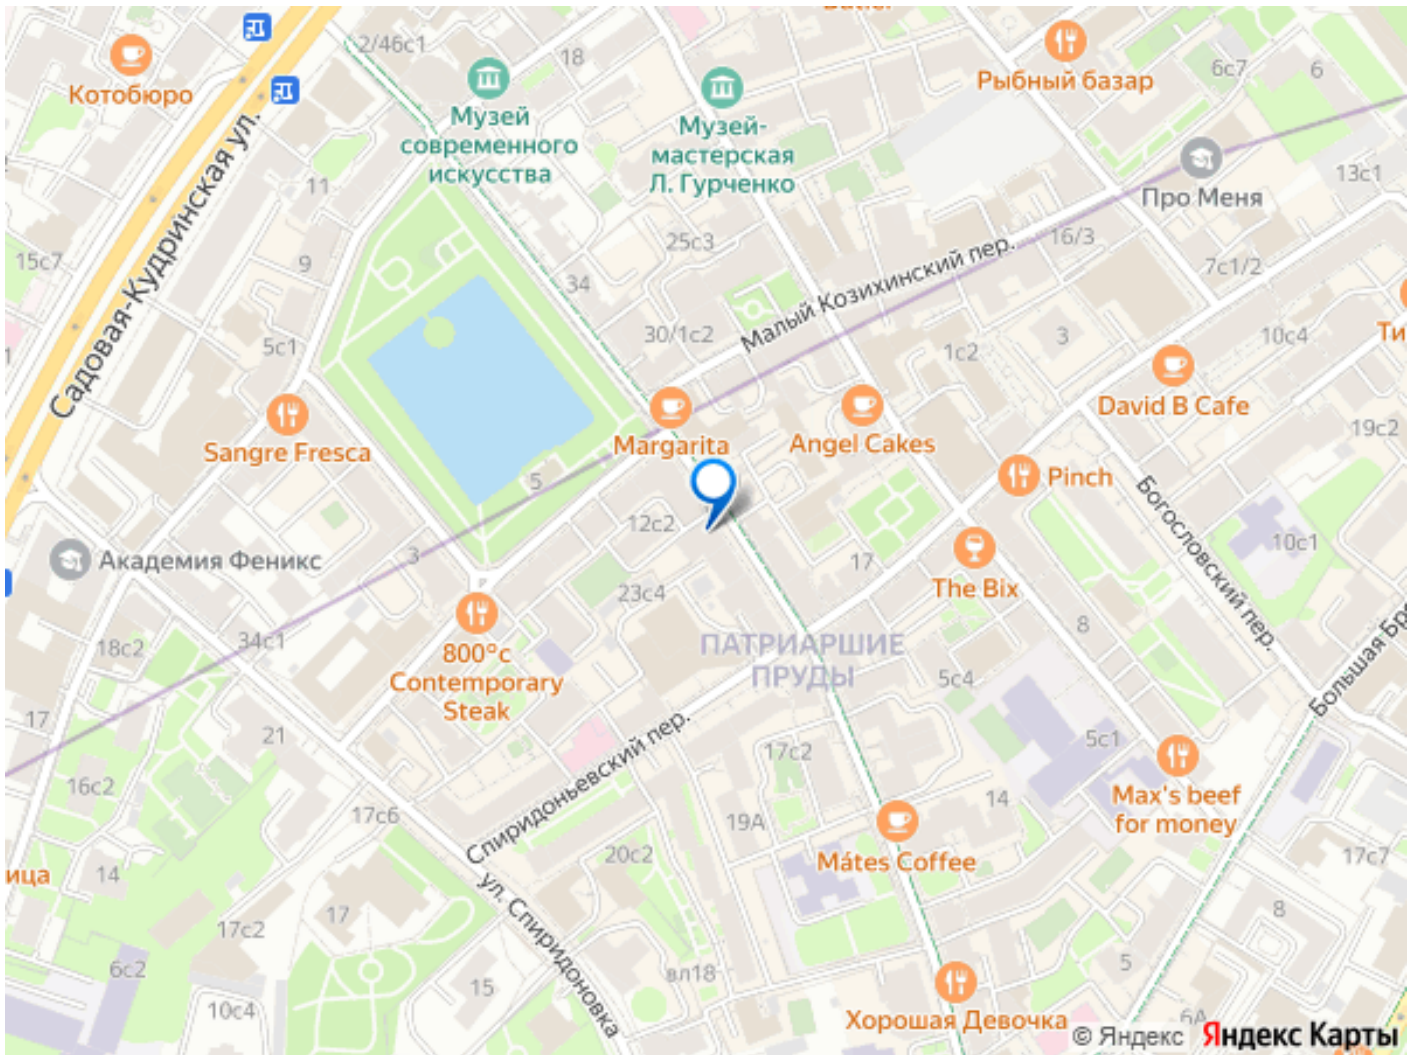 2/46с1
18
Котобюро
Музей
современного
искусства
Музей-
мастерская
Л. Гурченко
Рыбный базар
6с7
6
Про Меня
13с1
Садовая-Кудринская ул.
11
15с7
9
34
25с3
16/3
7с1/2
Малый Козихинский пер.
30/1с2
5с1
1с2
3
10с4
Ти
David B Cafe
Sangre Fresca
Margarita
Angel Cakes
19с2
Pinch
5
12с2
Богословский пер.
10с1
Академия Феникс
3
17
The Bix
23с4
8
18с2
34с1
800°c
Contemporary
Steak
ПАТРИАРШИЕ
ПРУДЫ
5с4
Большая Бро
17
21
Спиридоньевский пер.
17с2
5с1
16с2
17с6
19А
14
Max's beef
for money
Mátes Coffee
ица
14
20с2
17с7
17
17с2
ул. Спиридоновка
8
6с2
15
вл18
5
10с4
6А
Хорошая Девочка
© Яндекс Яндекс Карты